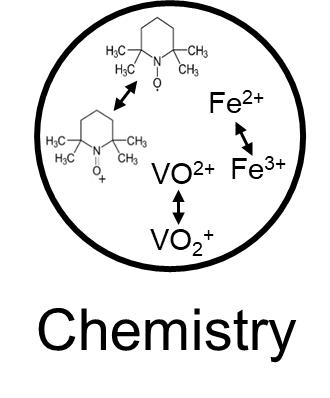 H₃C CH₃
H₃C N CH₃
O
.
Fe²⁺
H₃C CH₃
H₃C N CH₃
O
+
VO²⁺ Fe³⁺
VO₂⁺
Chemistry